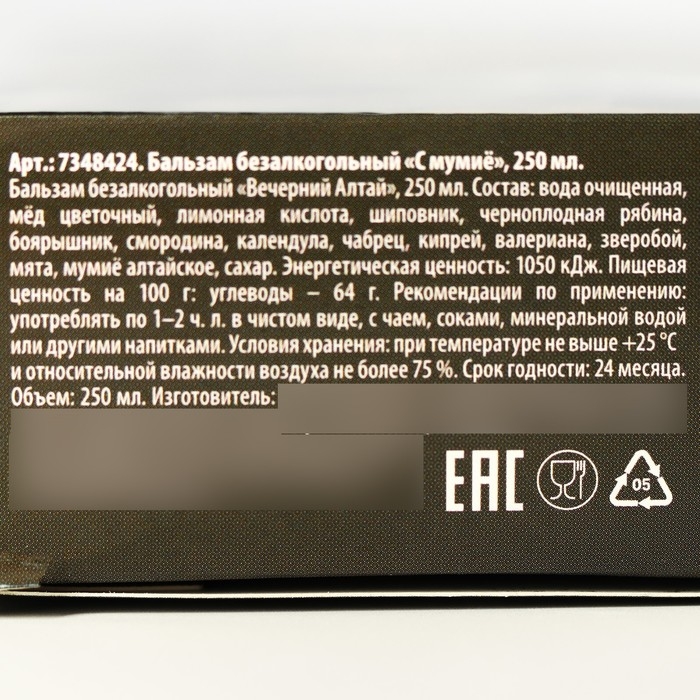 Арт.: 7348424. Бальзам безалкогольный «С мумиё», 250 мл.
Бальзам безалкогольный «Вечерний Алтай», 250 мл. Состав: вода очищенная,
мёд цветочный, лимонная кислота, шиповник, черноплодная рябина,
боярышник, смородина, календула, чабрец, кипрей, валериана, зверобой,
мята, мумиё алтайское, сахар. Энергетическая ценность: 1050 кДж. Пищевая
ценность на 100 г: углеводы – 64 г. Рекомендации по применению:
употреблять по 1–2 ч. л. в чистом виде, с чаем, соками, минеральной водой
или другими напитками. Условия хранения: при температуре не выше +25 °С
и относительной влажности воздуха не более 75 %. Срок годности: 24 месяца.
Объем: 250 мл. Изготовитель:
ЕАС
05